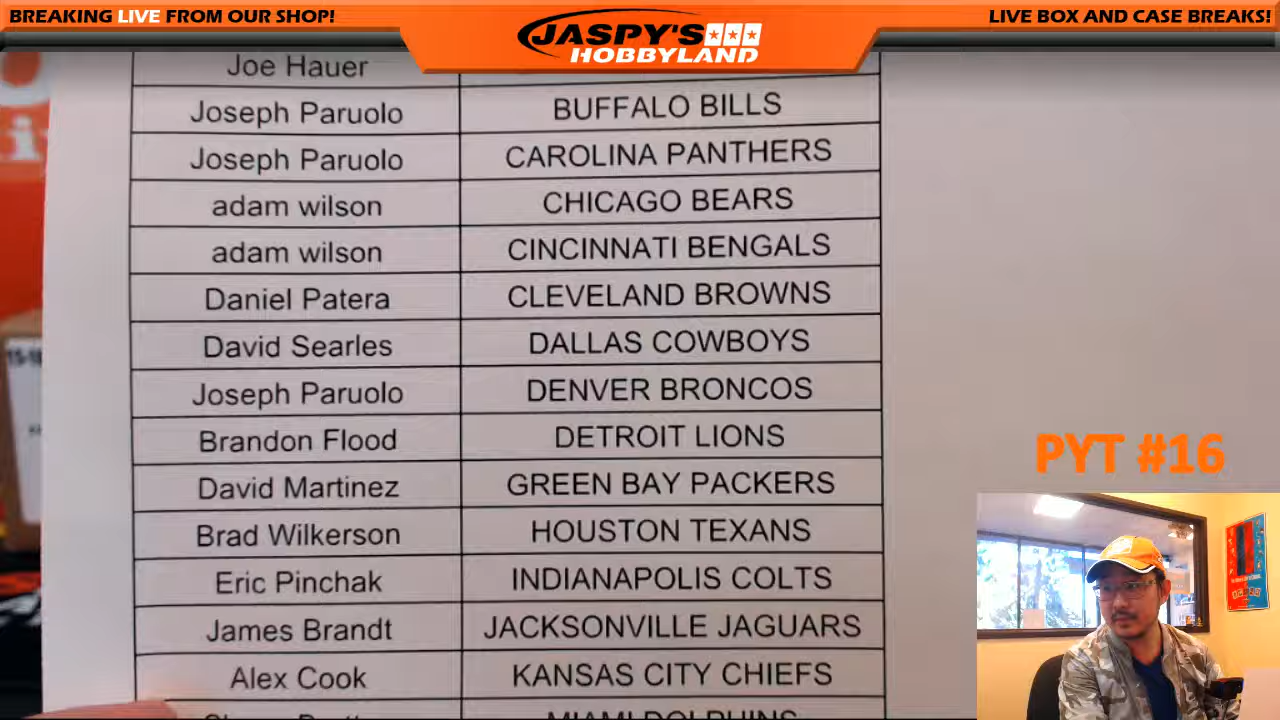 BREAKING LIVE FROM OUR SHOP!
JASPY'S
HOBBYLAND
LIVE BOX AND CASE BREAKS!
Joe Hauer
Joseph Paruolo BUFFALO BILLS
Joseph Paruolo CAROLINA PANTHERS
adam wilson CHICAGO BEARS
adam wilson CINCINNATI BENGALS
Daniel Patera CLEVELAND BROWNS
David Searles DALLAS COWBOYS
Joseph Paruolo DENVER BRONCOS
Brandon Flood DETROIT LIONS
David Martinez GREEN BAY PACKERS
Brad Wilkerson HOUSTON TEXANS
Eric Pinchak INDIANAPOLIS COLTS
James Brandt JACKSONVILLE JAGUARS
Alex Cook KANSAS CITY CHIEFS
MIAMI DOLPHINS
PYT #16